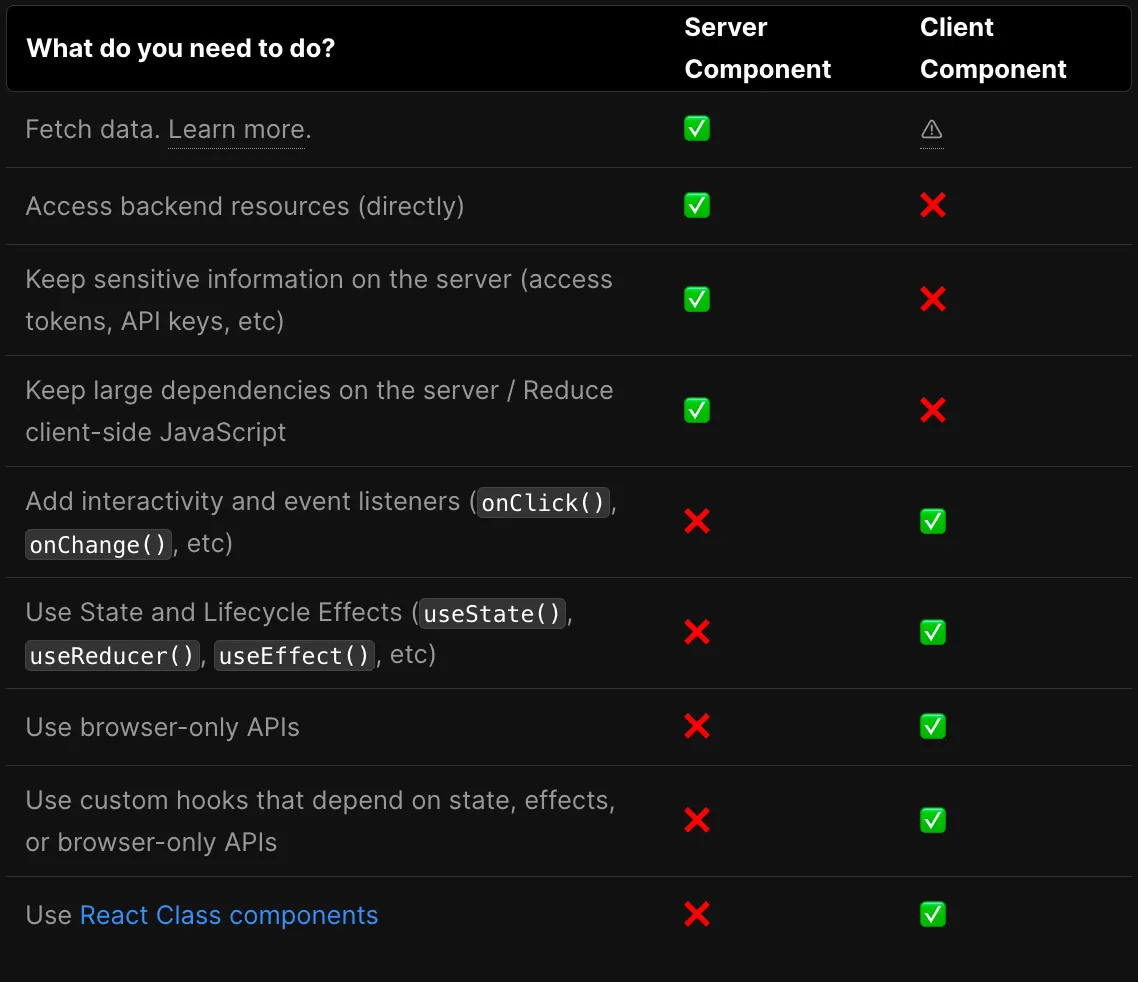 What do you need to do?
Server
Component
Client
Component
Fetch data. Learn more.
Access backend resources (directly)
Keep sensitive information on the server (access
tokens, API keys, etc)
Keep large dependencies on the server / Reduce
client-side JavaScript
Add interactivity and event listeners (onClick(),
onChange(), etc)
Use State and Lifecycle Effects (useState(),
useReducer(), useEffect(), etc)
Use browser-only APIs
Use custom hooks that depend on state, effects,
or browser-only APIs
Use React Class components